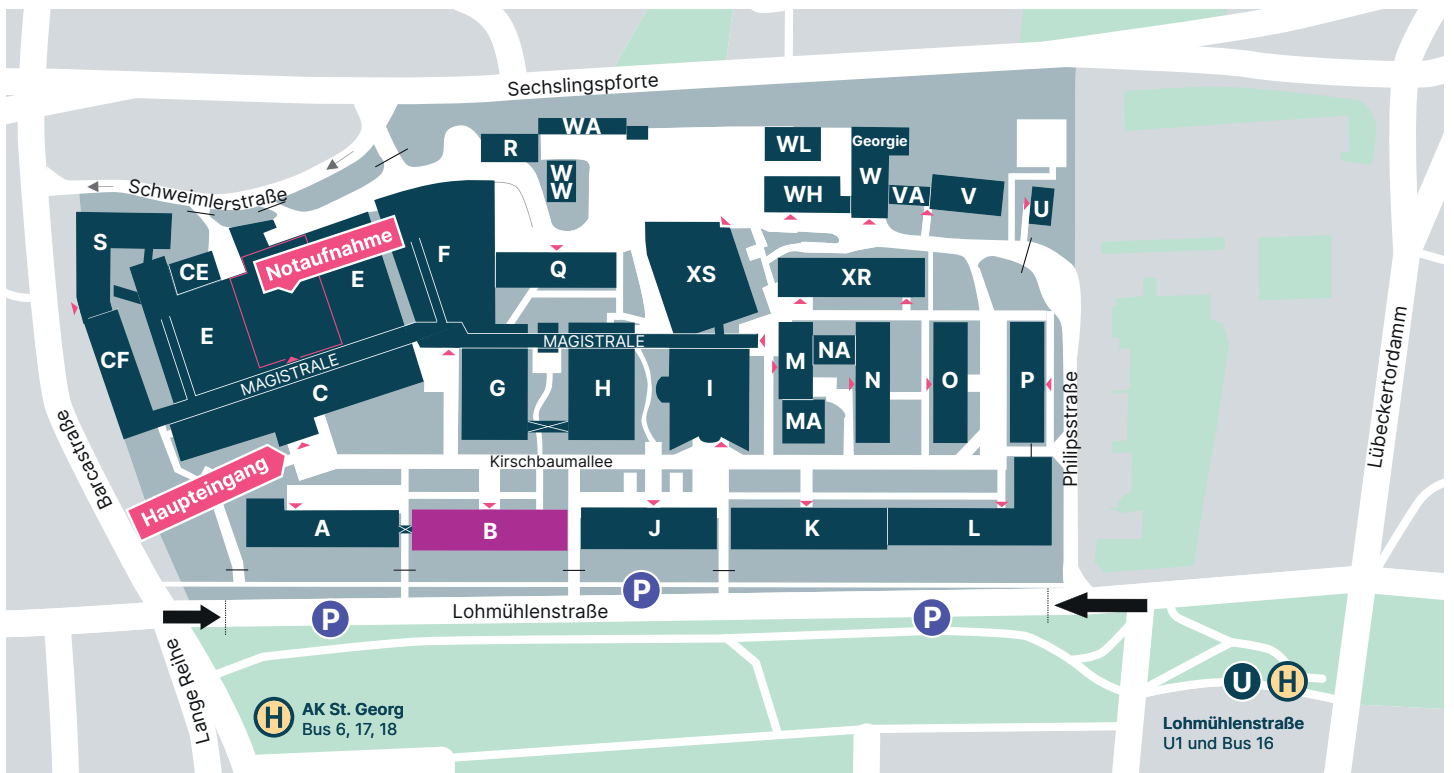 Sechslingspforte
WA
R
WL
Georgie
W
W
W
WH
VA
V
U
Schweimlerstraße
S
CE
Notaufnahme
F
E
Q
XS
XR
E
CF
MAGISTRALE
MAGISTRALE
C
G
H
I
M
NA
N
O
P
MA
Barcastraße
Philipsstraße
Lübeckertordamm
Kirschbaumallee
Haupteingang
A
B
J
K
L
P
P
P
Lohmühlenstraße
Lange Reihe
H
AK St. Georg
Bus 6, 17, 18
U
H
Lohmühlenstraße
U1 und Bus 16